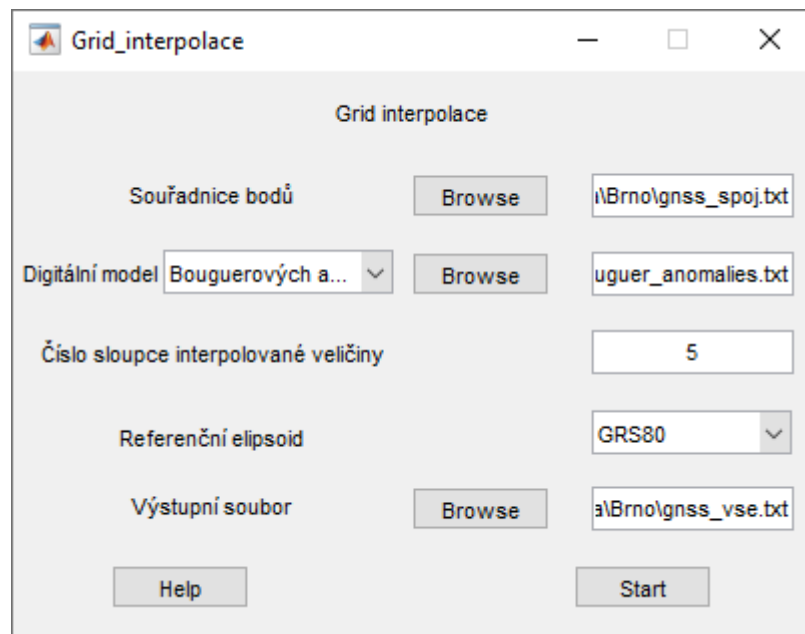 Grid_interpolace
Grid interpolace
Souřadnice bodů Browse \Brno\gnss_spoj.txt
Digitální model Bouguerových a... Browse uguer_anomalies.txt
Číslo sloupce interpolované veličiny 5
Referenční elipsoid GRS80
Výstupní soubor Browse a\Brno\gnss_vse.txt
Help Start